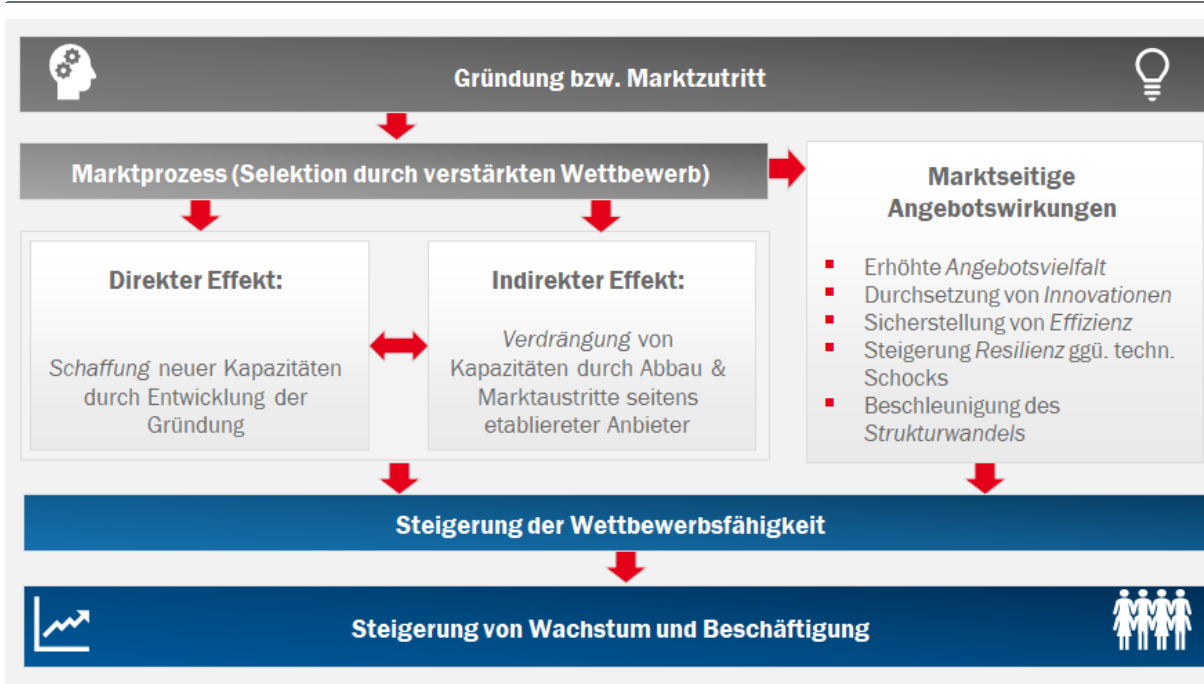 Gründung bzw. Marktzutritt
Marktprozess (Selektion durch verstärkten Wettbewerb)
Direkter Effekt:
Schaffung neuer Kapazitäten
durch Entwicklung der
Gründung
Indirekter Effekt:
Verdrängung von
Kapazitäten durch Abbau &
Marktaustritte seitens
etabliereter Anbieter
Marktseitige
Angebotswirkungen
Erhöhte Angebotsvielfalt
Durchsetzung von Innovationen
Sicherstellung von Effizienz
Steigerung Resilienz ggü. techn.
Schocks
Beschleunigung des
Strukturwandels
Steigerung der Wettbewerbsfähigkeit
Steigerung von Wachstum und Beschäftigung